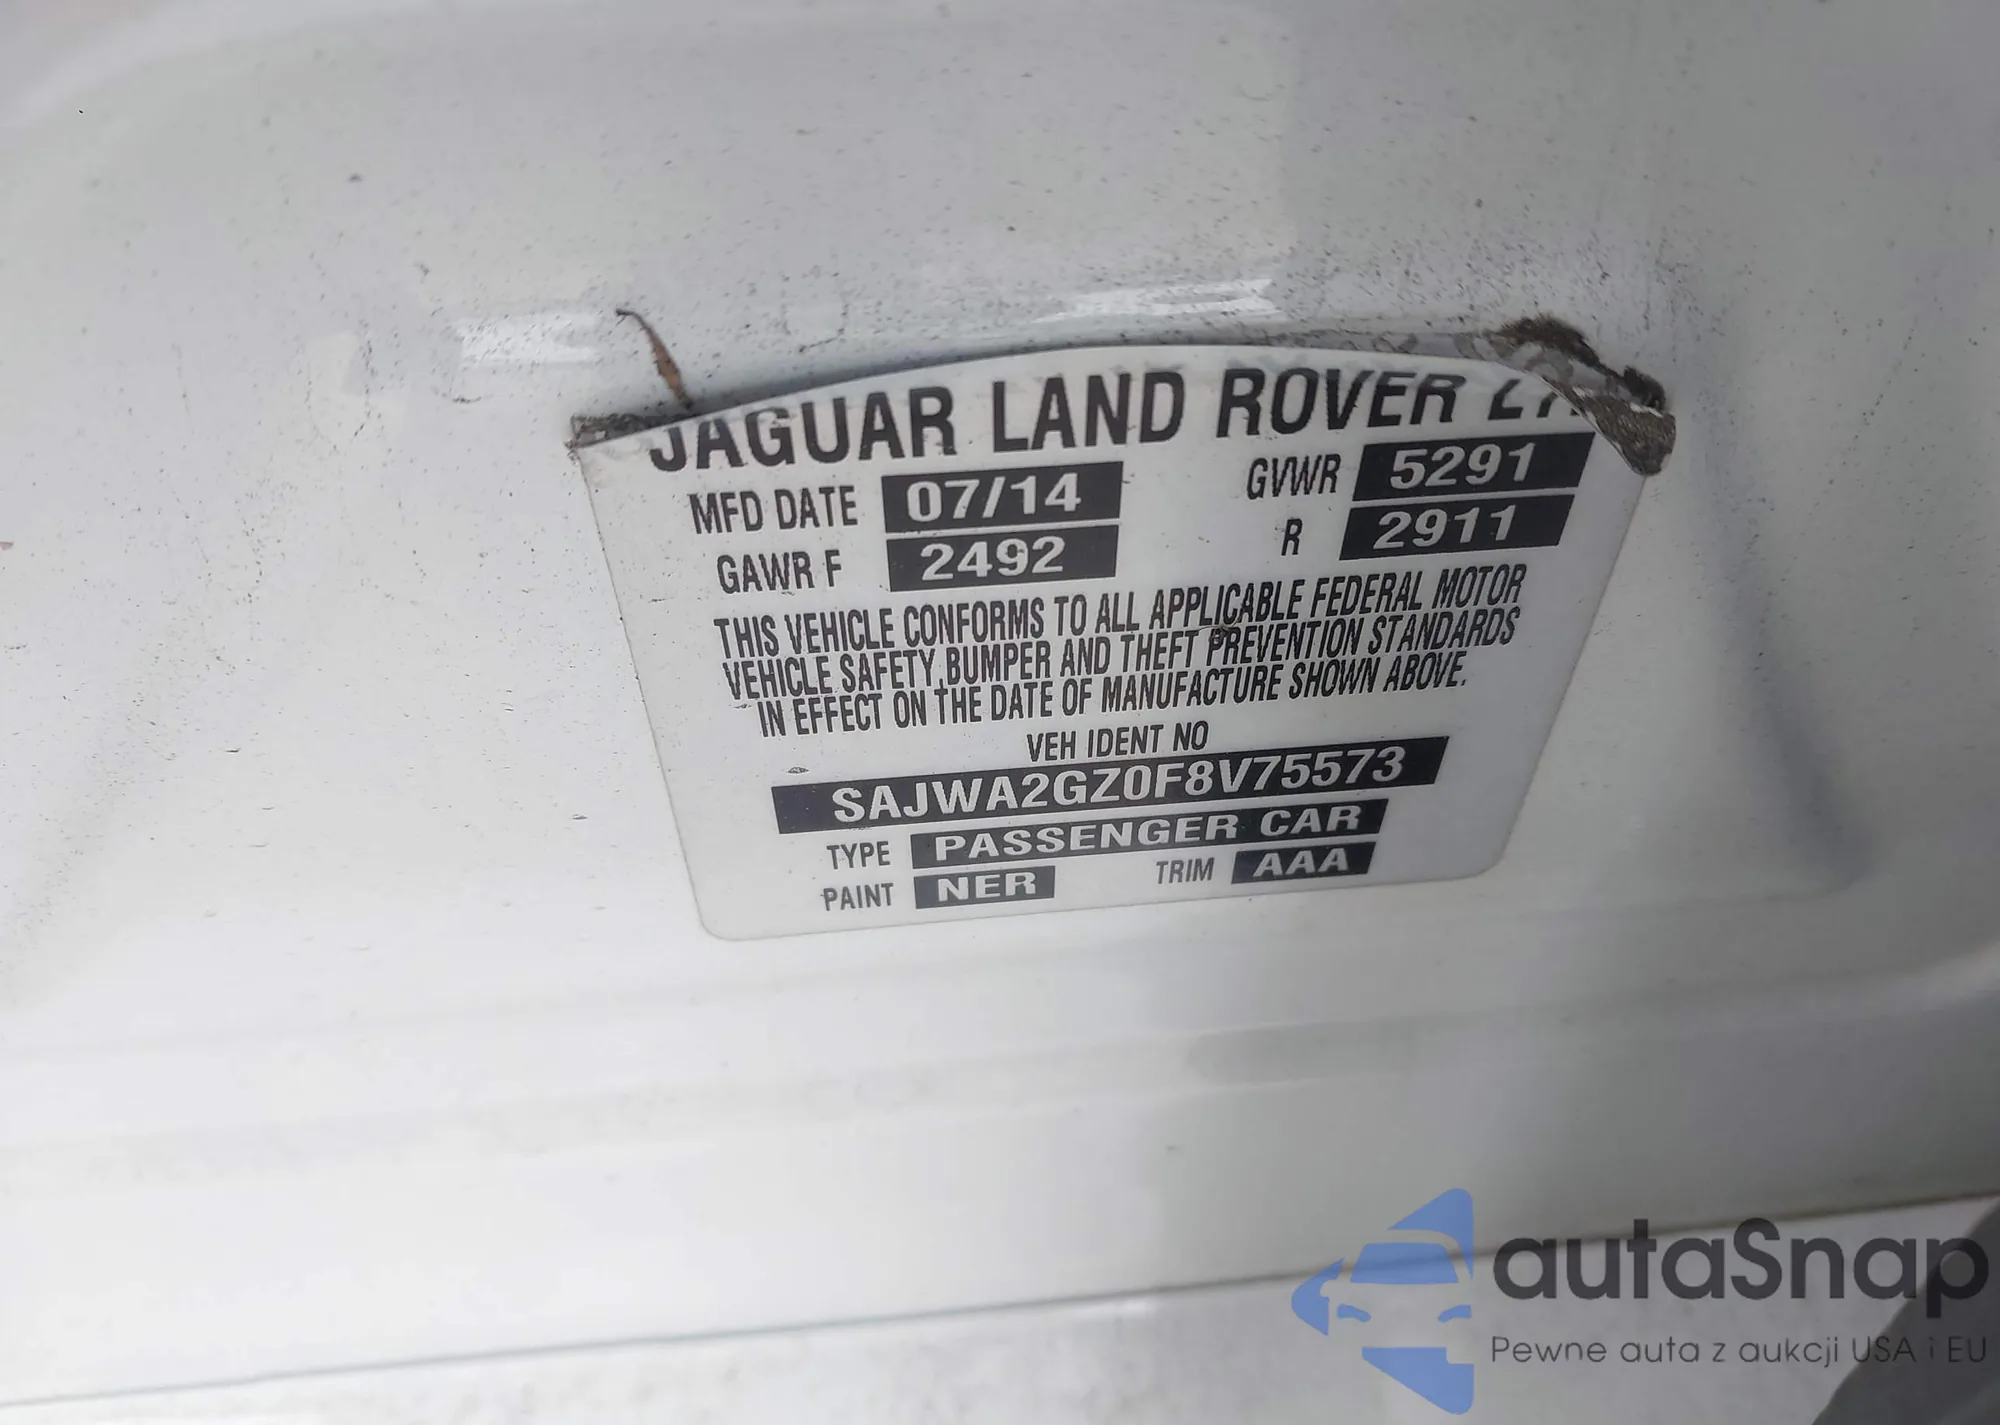 JAGUAR LAND ROVER
MFD DATE 07/14 GVWR 5291
GAWR F 2492 R 2911
THIS VEHICLE CONFORMS TO ALL APPLICABLE FEDERAL MOTOR
VEHICLE SAFETY, BUMPER AND THEFT PREVENTION STANDARDS
IN EFFECT ON THE DATE OF MANUFACTURE SHOWN ABOVE.
VEH IDENT NO
SAJWA2GZ0F8V75573
TYPE PASSENGER CAR
PAINT NER TRIM AAA
autaSnap
Pewne auta z aukcji USA i EU